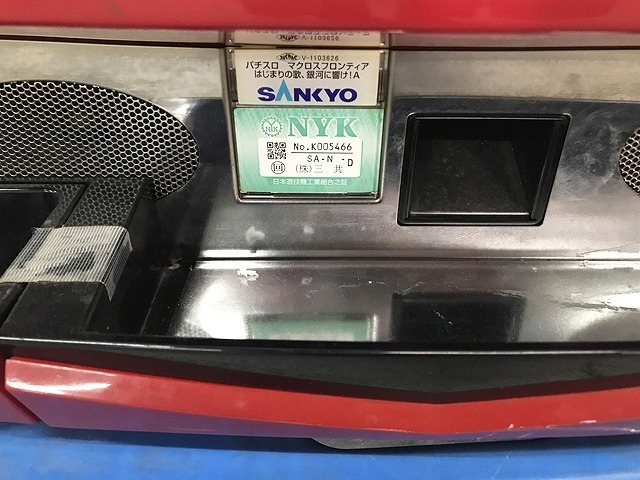 V-1103626
V-1103626
パチスロ マクロスフロンティア
はじまりの歌、銀河に響け!A
SANKYO
NYK
No.K005466
SA-N -D
回 (株)三共
日本遊技機工業組合之証